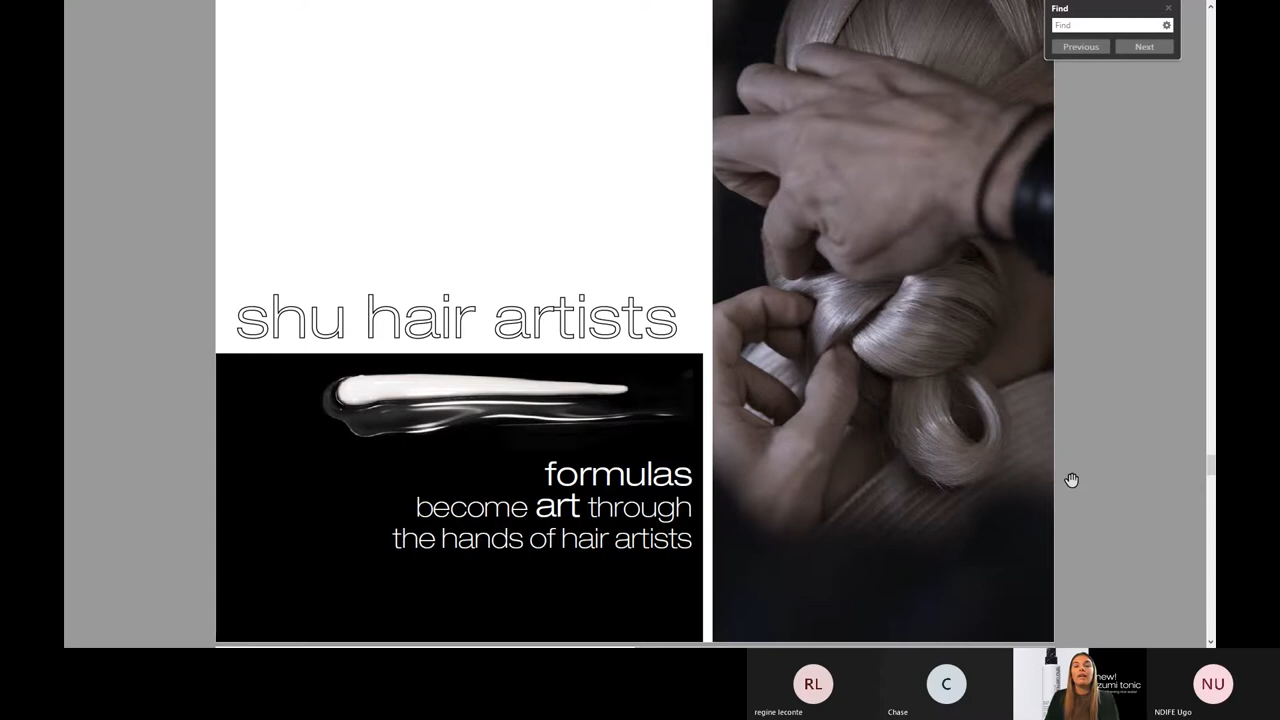 Find
Find
Previous
Next
shu hair artists
formulas
become art through
the hands of hair artists
RL
C
NU
new!
zumi tonic
regine leconte
Chase
NDIFE Ugo